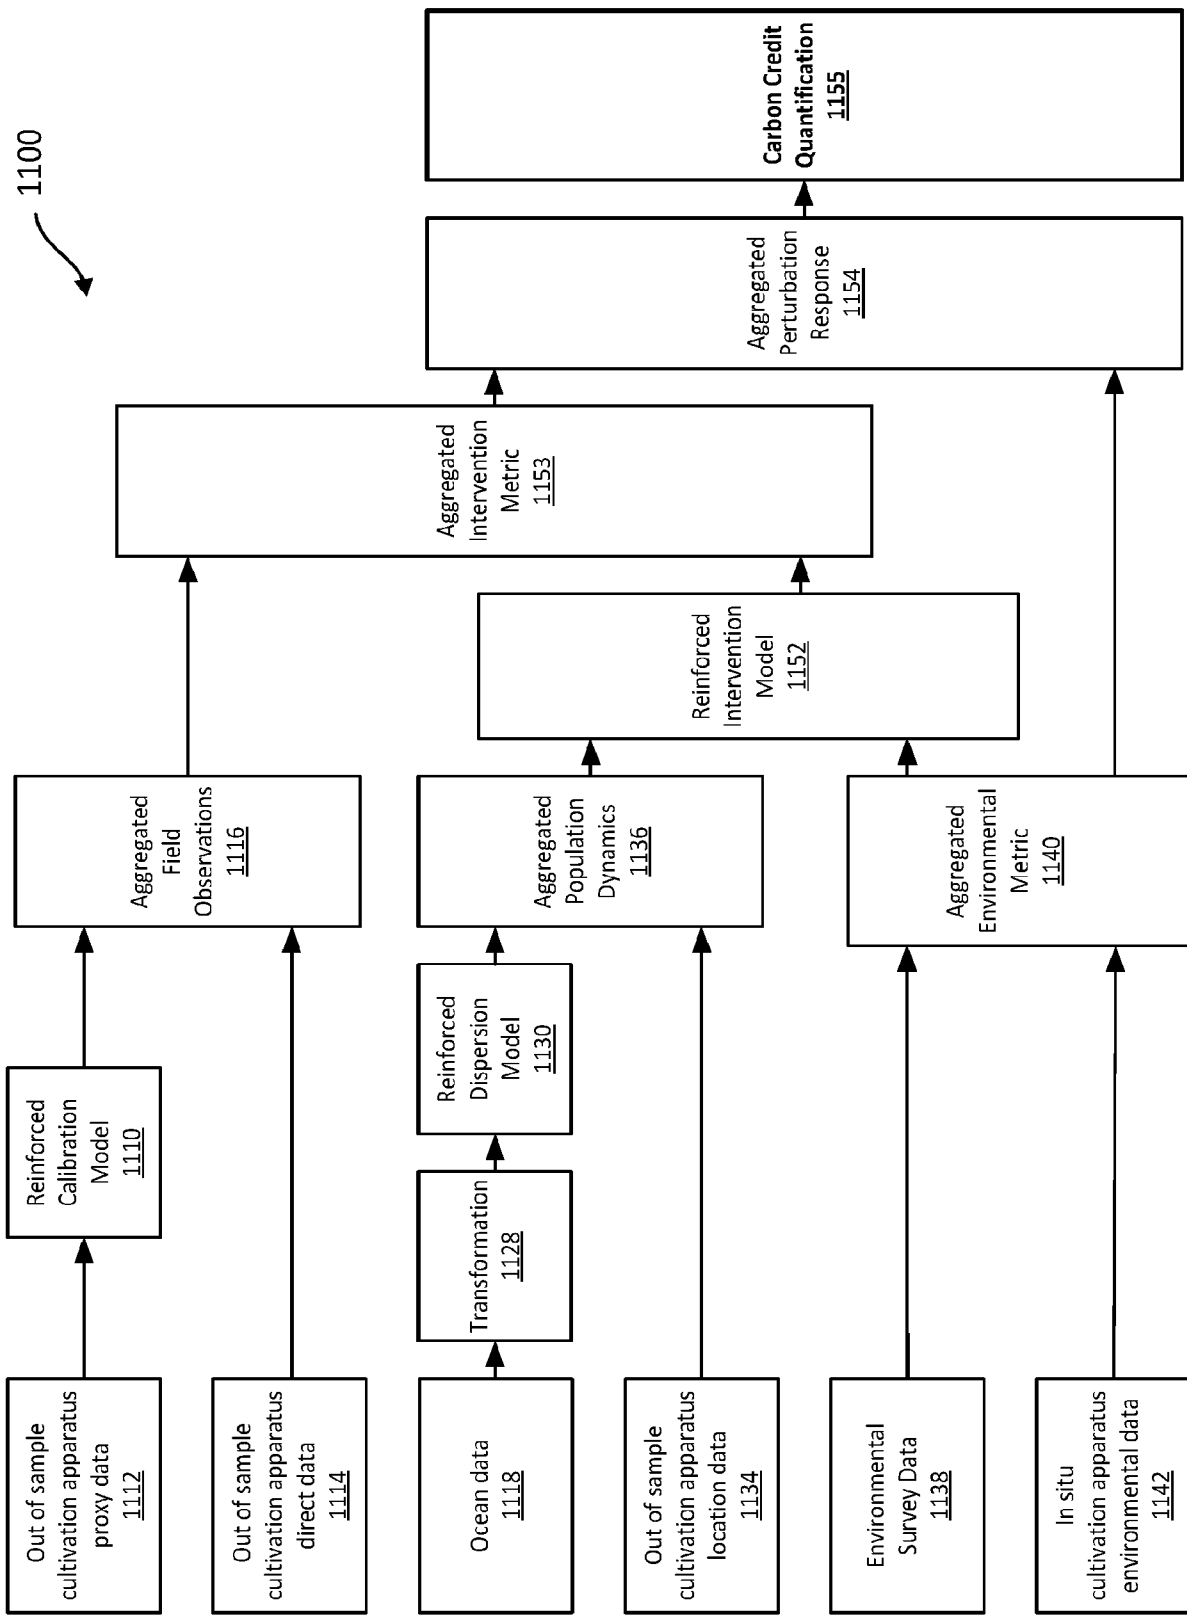 1100
Out of sample
cultivation apparatus
proxy data
1112
Reinforced
Calibration
Model
1110
Aggregated
Field
Observations
1116
Out of sample
cultivation apparatus
direct data
1114
Aggregated
Intervention
Metric
1153
Ocean data
1118
Transformation
1128
Reinforced
Dispersion
Model
1130
Aggregated
Population
Dynamics
1136
Out of sample
cultivation apparatus
location data
1134
Reinforced
Intervention
Model
1152
Aggregated
Perturbation
Response
1154
Carbon Credit
Quantification
1155
Environmental
Survey Data
1138
Aggregated
Environmental
Metric
1140
In situ
cultivation apparatus
environmental data
1142